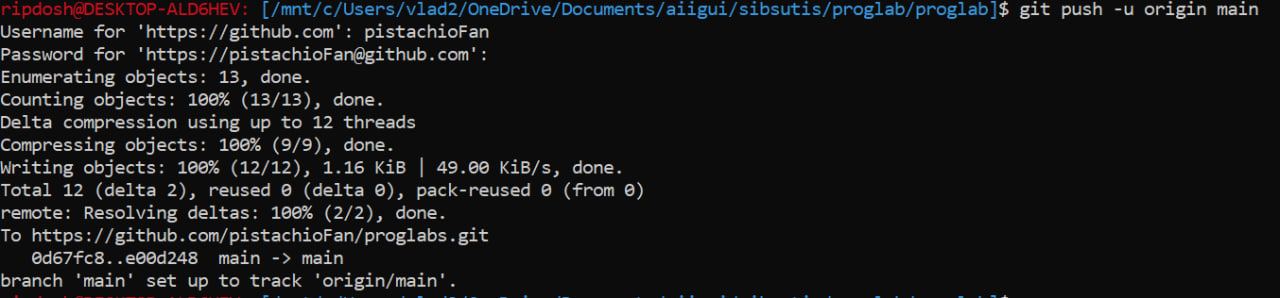 ripdosh@DESKTOP-ALD6HEV: [/mnt/c/Users/vlad2/OneDrive/Documents/aiigui/sibsutis/proglab/proglab]$ git push -u origin main
Username for 'https://github.com': pistachioFan
Password for 'https://pistachioFan@github.com':
Enumerating objects: 13, done.
Counting objects: 100% (13/13), done.
Delta compression using up to 12 threads
Compressing objects: 100% (9/9), done.
Writing objects: 100% (12/12), 1.16 KiB | 49.00 KiB/s, done.
Total 12 (delta 2), reused 0 (delta 0), pack-reused 0 (from 0)
remote: Resolving deltas: 100% (2/2), done.
To https://github.com/pistachioFan/proglabs.git
   0d67fc8..e00d248  main -> main
branch 'main' set up to track 'origin/main'.